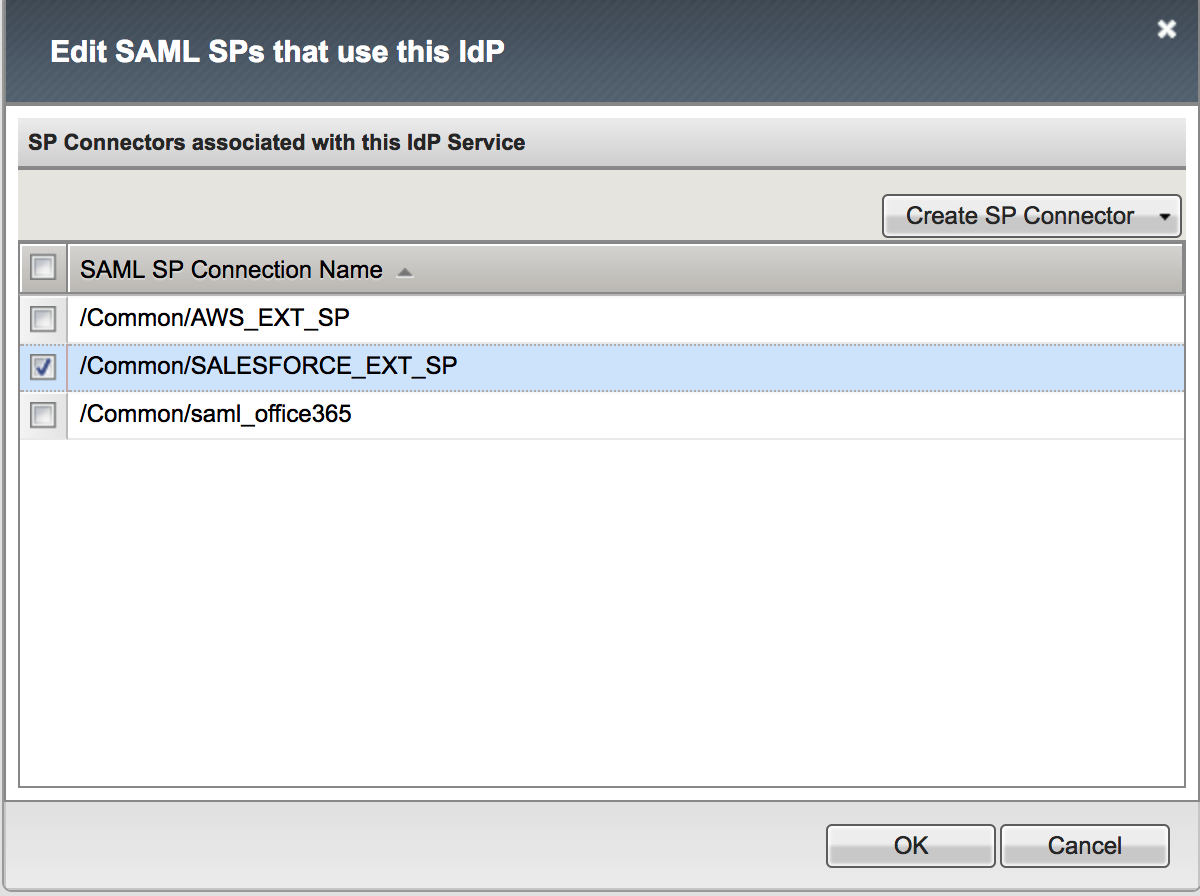 Edit SAML SPs that use this IdP
SP Connectors associated with this IdP Service
Create SP Connector
SAML SP Connection Name
/Common/AWS_EXT_SP
/Common/SALESFORCE_EXT_SP
/Common/saml_office365
OK Cancel